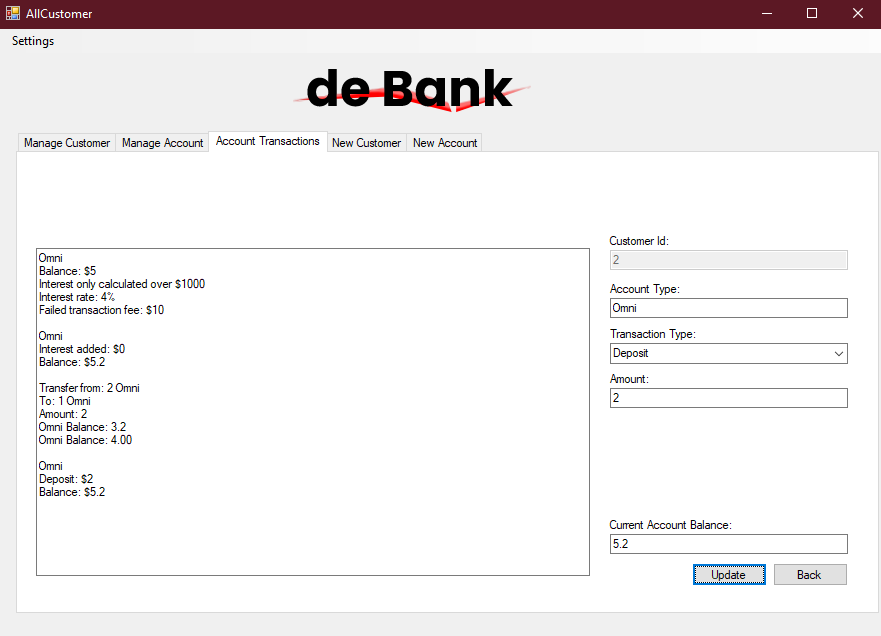 AllCustomer
Settings
de Bank
Manage Customer
Manage Account
Account Transactions
New Customer
New Account
Omni
Balance: $5
Interest only calculated over $1000
Interest rate: 4%
Failed transaction fee: $10
Omni
Interest added: $0
Balance: $5.2
Transfer from: 2 Omni
To: 1 Omni
Amount: 2
Omni Balance: 3.2
Omni Balance: 4.00
Omni
Deposit: $2
Balance: $5.2
Customer Id:
2
Account Type:
Omni
Transaction Type:
Deposit
Amount:
2
Current Account Balance:
5.2
Update
Back